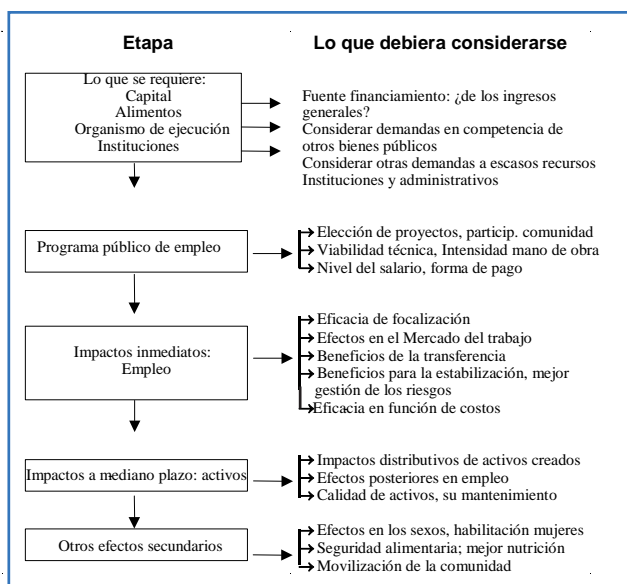 Etapa
Lo que debiera considerarse
Lo que se requiere:
Capital
Alimentos
Organismo de ejecución
Instituciones
Fuente financiamiento: ¿de los ingresos
generales?
Considerar demandas en competencia de
otros bienes públicos
Considerar otras demandas a escasos recursos
Instituciones y administrativos
Programa público de empleo
Elección de proyectos, particip. comunidad
Viabilidad técnica, Intensidad mano de obra
Nivel del salario, forma de pago
Impactos inmediatos:
Empleo
Eficacia de focalización
Efectos en el Mercado del trabajo
Beneficios de la transferencia
Beneficios para la estabilización, mejor
gestión de los riesgos
Eficacia en función de costos
Impactos a mediano plazo: activos
Impactos distributivos de activos creados
Efectos posteriores en empleo
Calidad de activos, su mantenimiento
Otros efectos secundarios
Efectos en los sexos, habilitación mujeres
Seguridad alimentaria; mejor nutrición
Movilización de la comunidad